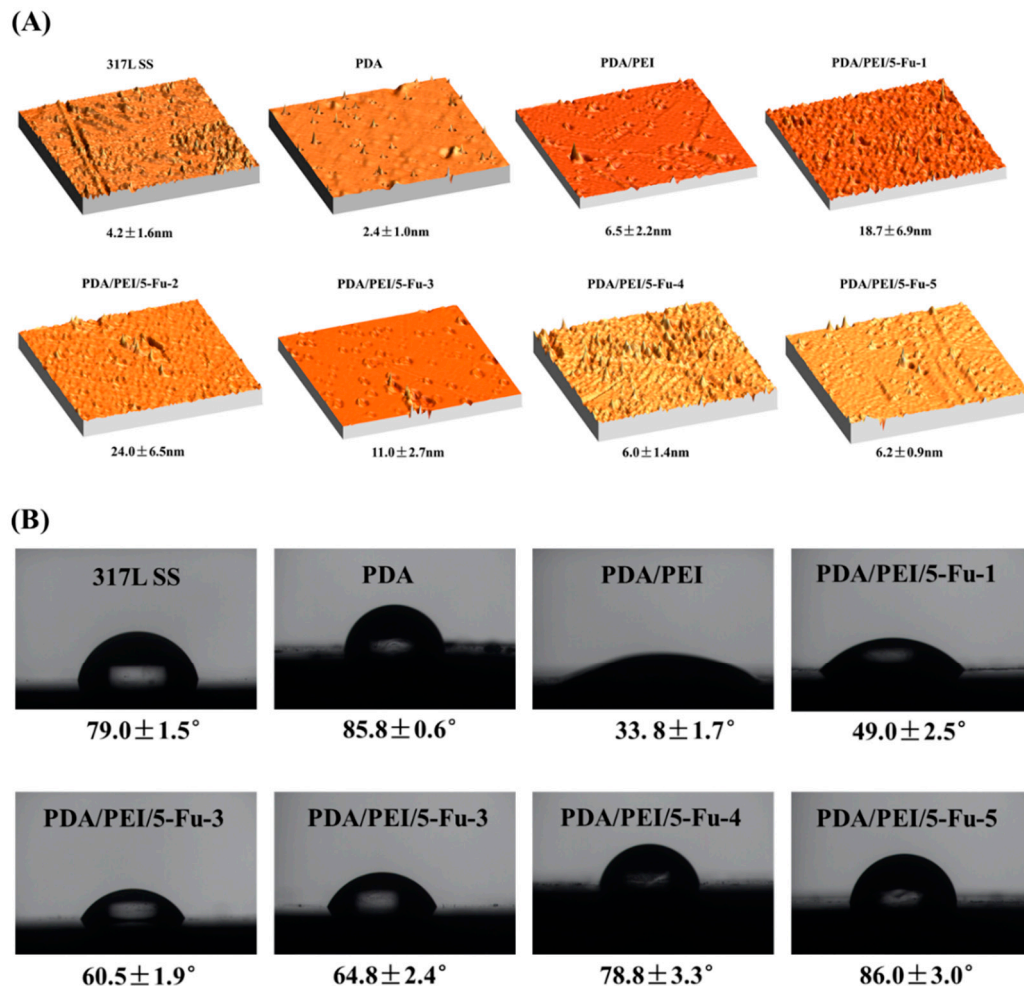 (A)
317L SS PDA PDA/PEI PDA/PEI/5-Fu-1
4.2±1.6nm 2.4±1.0nm 6.5±2.2nm 18.7±6.9nm
PDA/PEI/5-Fu-2 PDA/PEI/5-Fu-3 PDA/PEI/5-Fu-4 PDA/PEI/5-Fu-5
24.0±6.5nm 11.0±2.7nm 6.0±1.4nm 6.2±0.9nm
(B)
317L SS PDA PDA/PEI PDA/PEI/5-Fu-1
79.0±1.5° 85.8±0.6° 33. 8±1.7° 49.0±2.5°
PDA/PEI/5-Fu-3 PDA/PEI/5-Fu-3 PDA/PEI/5-Fu-4 PDA/PEI/5-Fu-5
60.5±1.9° 64.8±2.4° 78.8±3.3° 86.0±3.0°